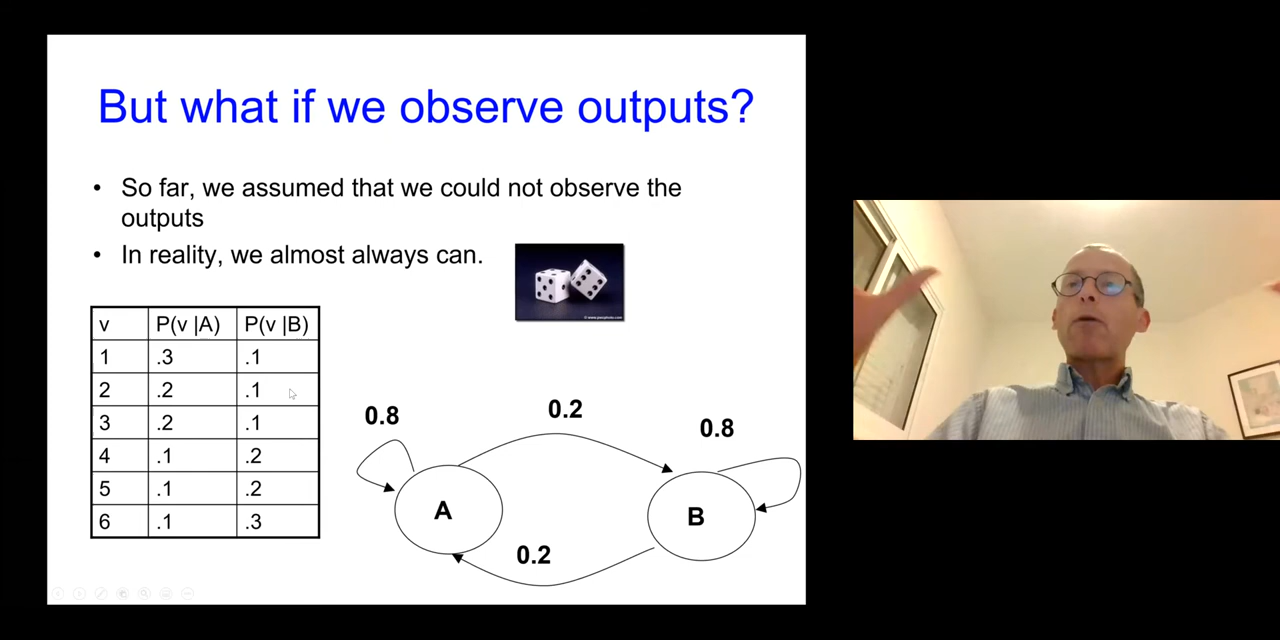 But what if we observe outputs?
• So far, we assumed that we could not observe the
outputs
• In reality, we almost always can.
v P(v |A) P(v |B)
1 .3 .1
2 .2 .1
3 .2 .1
4 .1 .2
5 .1 .2
6 .1 .3
0.8
0.2
0.8
A
B
0.2